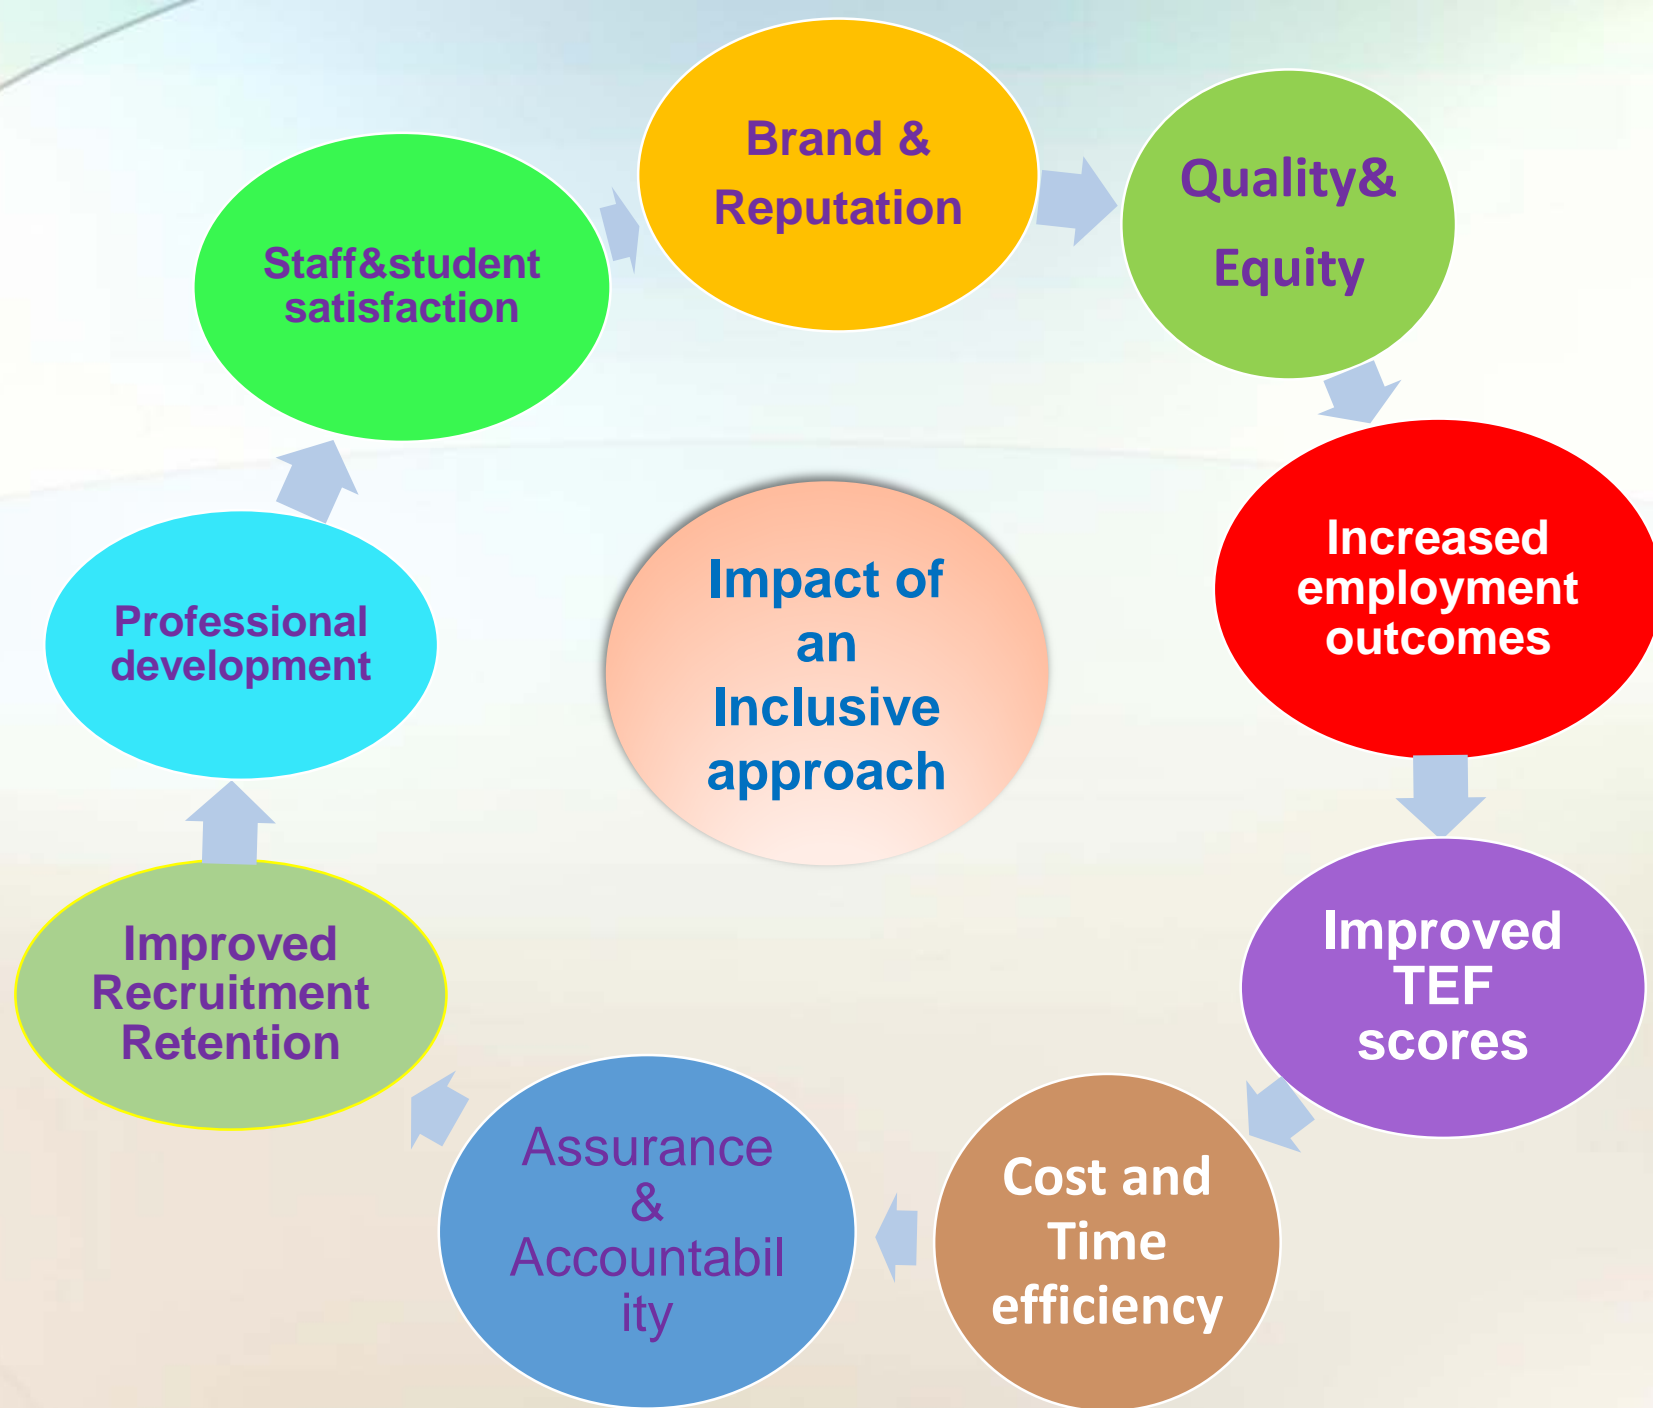 Brand &
Reputation
Quality&
Equity
Increased
employment
outcomes
Improved
TEF
scores
Cost and
Time
efficiency
Assurance
&
Accountabil
ity
Improved
Recruitment
Retention
Professional
development
Staff&student
satisfaction
Impact of
an
Inclusive
approach